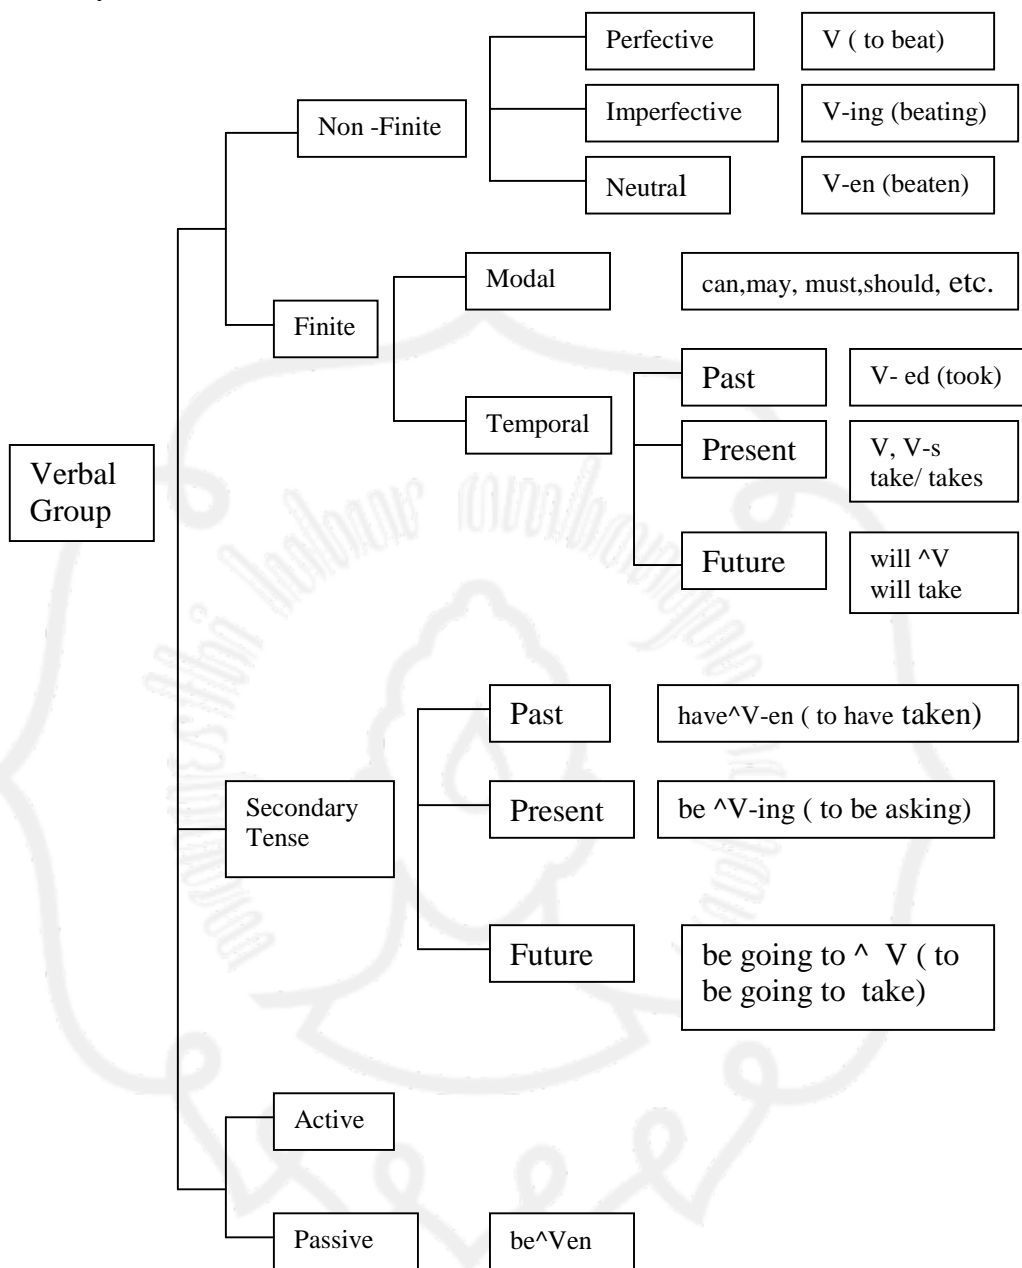 Perfective
V ( to beat)
Non -Finite
Imperfective
V-ing (beating)
Neutral
V-en (beaten)
Finite
Modal
can,may, must,should, etc.
Temporal
Past
V- ed (took)
Present
V, V-s
take/ takes
Future
will ^V
will take
Verbal
Group
Secondary
Tense
Past
have^V-en ( to have taken)
Present
be ^V-ing ( to be asking)
Future
be going to ^ V ( to
be going to take)
Active
Passive
be^Ven